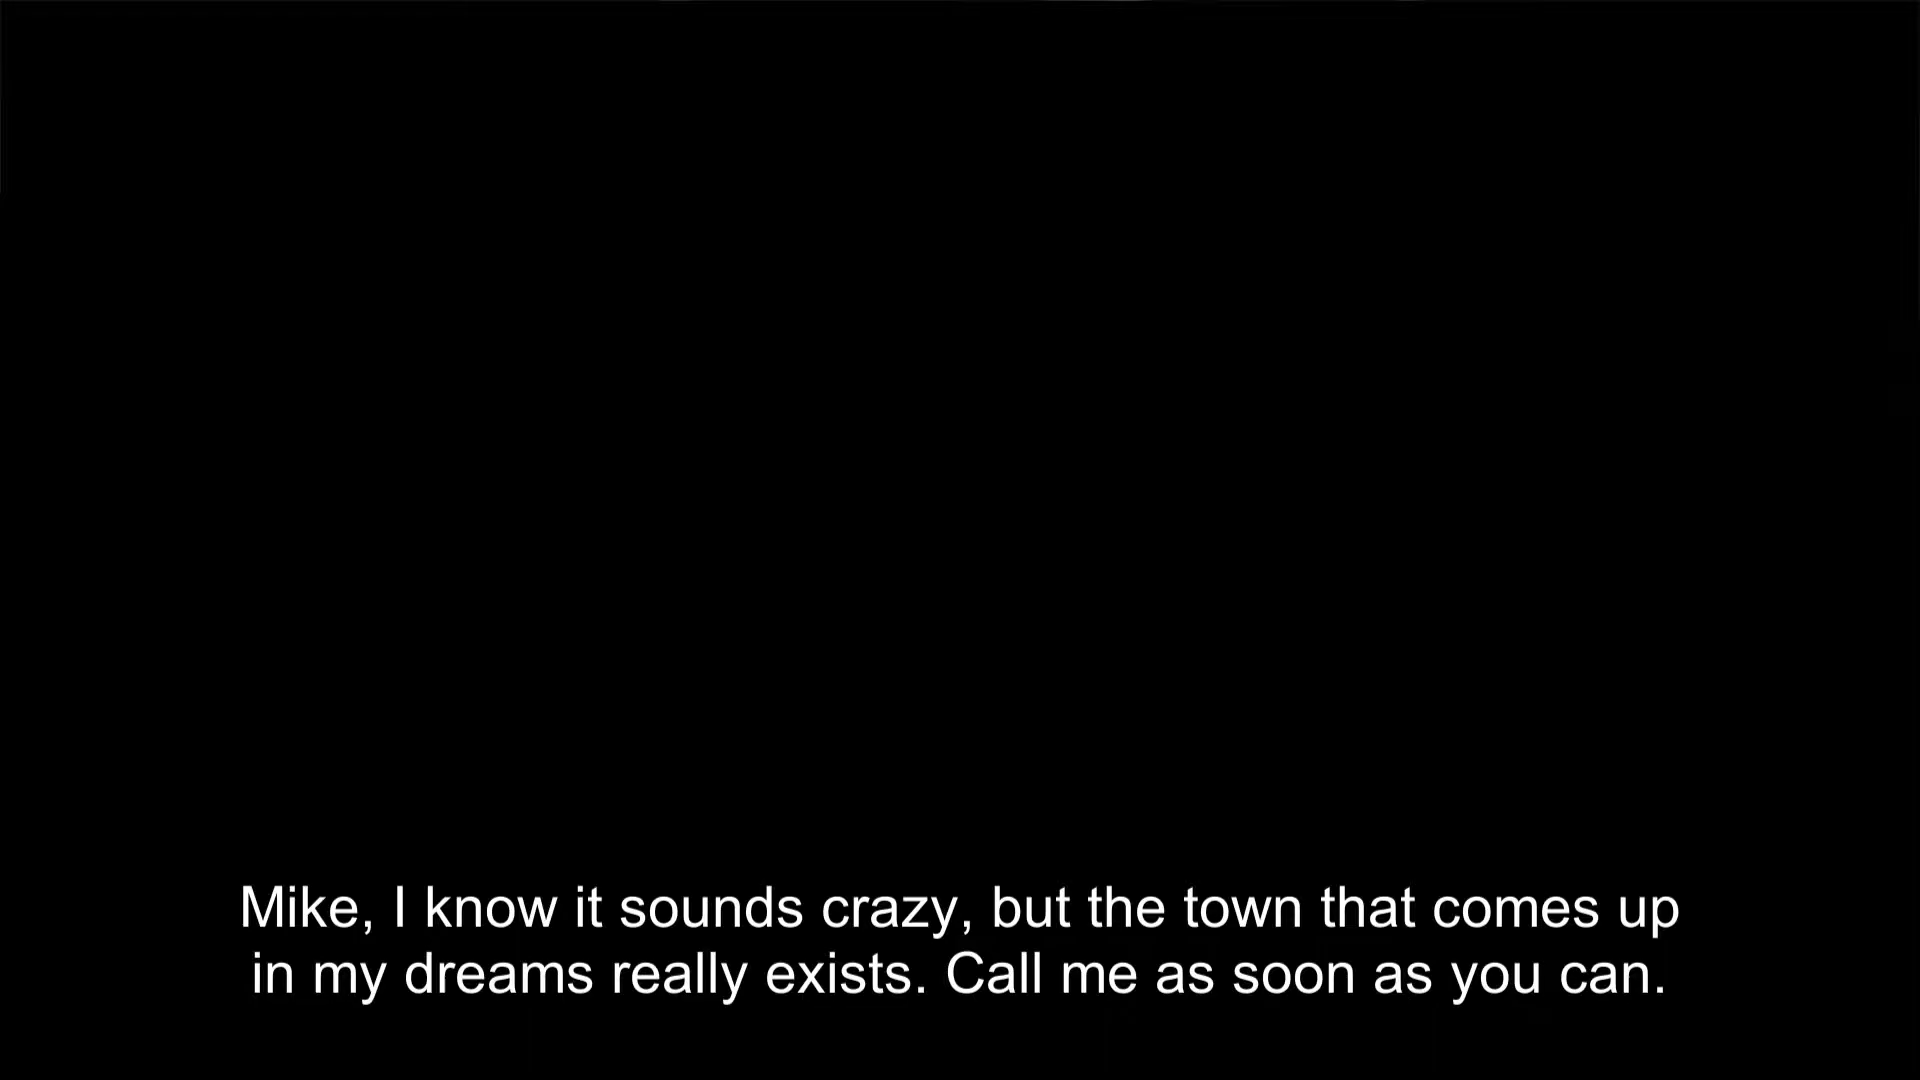 Mike, I know it sounds crazy, but the town that comes up
in my dreams really exists. Call me as soon as you can.